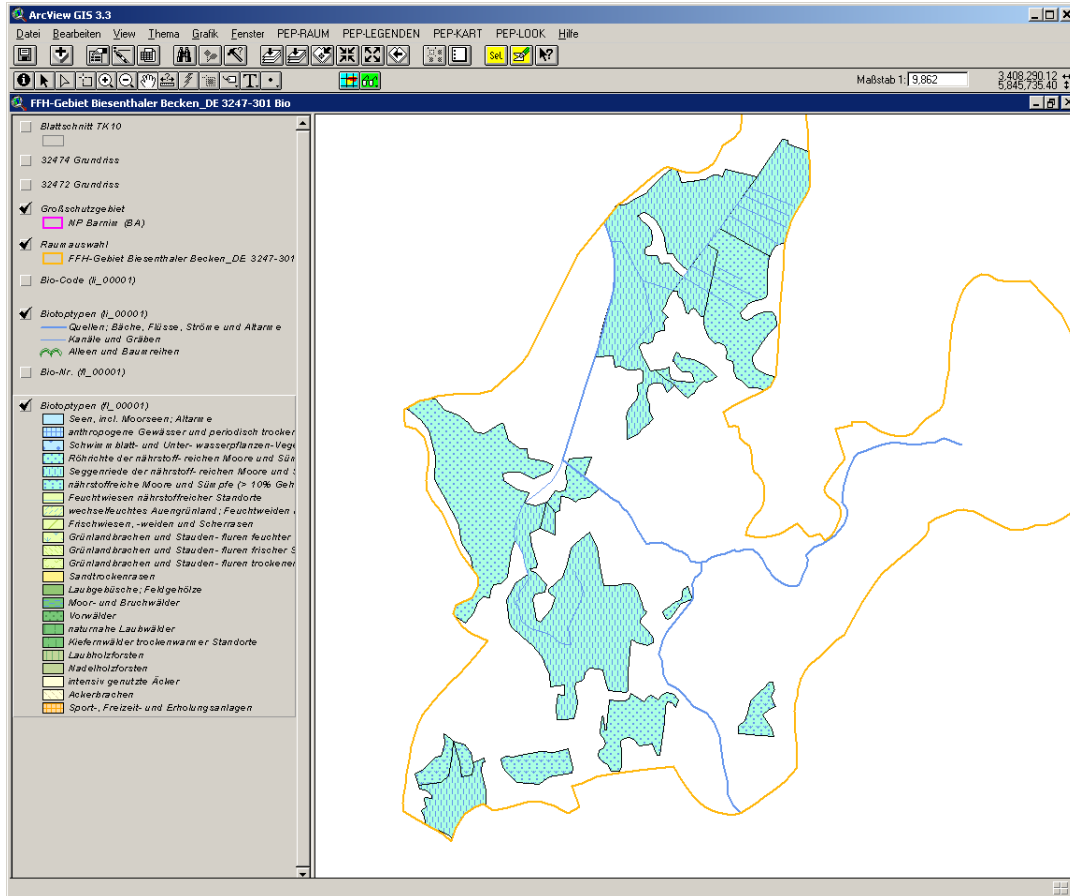 ArcView GIS 3.3
Datei Bearbeiten View Thema Grafik Fenster PEP-RAUM PEP-LEGENDEN PEP-KART PEP-LOOK Hilfe
Sel.
T
Maßstab 1: 9,862
3,408,290.12
5,845,735.40
FFH-Gebiet Biesenthaler Becken_DE 3247-301 Bio
Blattschnitt TK10
32474 Grundriss
32472 Grundriss
Großschutzgebiet
NP Barnim (BA)
Raumauswahl
FFH-Gebiet Biesenthaler Becken_DE 3247-301
Bio-Code (li_00001)
Biotoptypen (li_00001)
Quellen; Bäche, Flüsse, Ströme und Altarme
Kanäle und Gräben
Alleen und Baumreihen
Bio-Nr. (fl_00001)
Biotoptypen (fl_00001)
Seen, incl. Moorseen; Altarme
anthropogene Gewässer und periodisch trocken
Schwimmblatt- und Unter- wasserpflanzen-Vege
Röhrichte der nährstoff- reichen Moore und Süm
Seggenriede der nährstoff- reichen Moore und S
nährstoffreiche Moore und Sümpfe (> 10% Geh
Feuchtwiesen nährstoffreicher Standorte
wechselfeuchtes Auengrünland; Feuchtweiden
Frischwiesen, -weiden und Scherrasen
Grünlandbrachen und Stauden- fluren feuchter
Grünlandbrachen und Stauden- fluren frischer S
Grünlandbrachen und Stauden- fluren trockener
Sandtrockenrasen
Laubgebüsche; Feldgehölze
Moor- und Bruchwälder
Vorwälder
naturnahe Laubwälder
Kiefernwälder trockenwarmer Standorte
Laubholzforsten
Nadelholzforsten
intensiv genutzte Äcker
Ackerbrachen
Sport-, Freizeit- und Erholungsanlagen